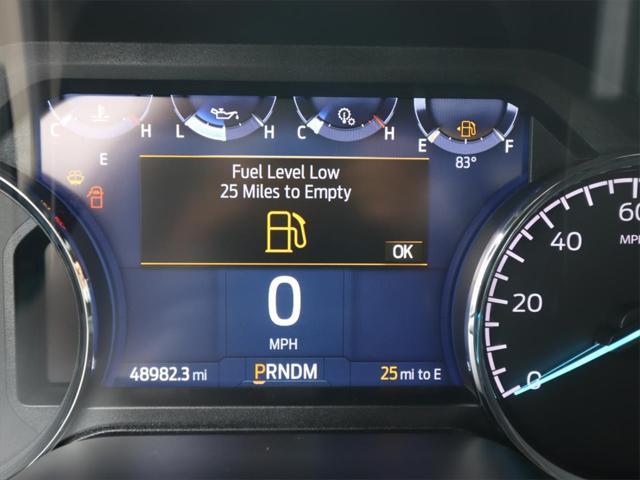 C H L H C H E F
E
83°
Fuel Level Low
25 Miles to Empty
OK
0
MPH
48982.3 mi
PRNDM
25 mi to E
60
MPH
40
20
0